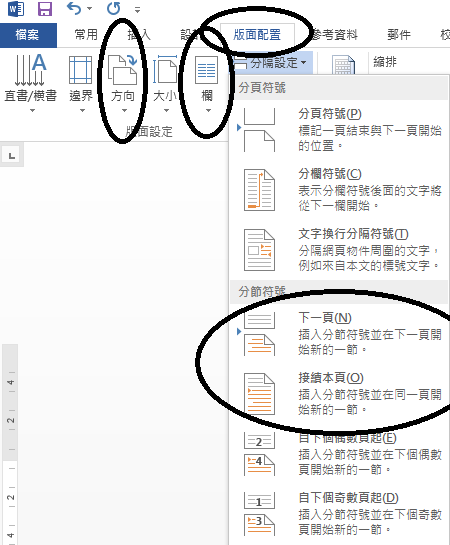 檔案 常用 插入 設計 版面配置 參考資料 郵件 校
直書/橫書 邊界 方向 大小 欄 分隔設定 縮排
版面設定
分頁符號
分頁符號(P)
標記一頁結束與下一頁開始
的位置。
分欄符號(C)
表示分欄符號後面的文字將
從下一欄開始。
文字換行分隔符號(T)
分隔網頁物件周圍的文字，
例如來自本文的標號文字。
分節符號
下一頁(N)
插入分節符號並在下一頁開
始新的一節。
接續本頁(O)
插入分節符號並在同一頁開
始新的一節。
自下個偶數頁起(E)
插入分節符號並在下個偶數
頁開始新的一節。
自下個奇數頁起(D)
插入分節符號並在下個奇數
頁開始新的一節。
4
2
2
4